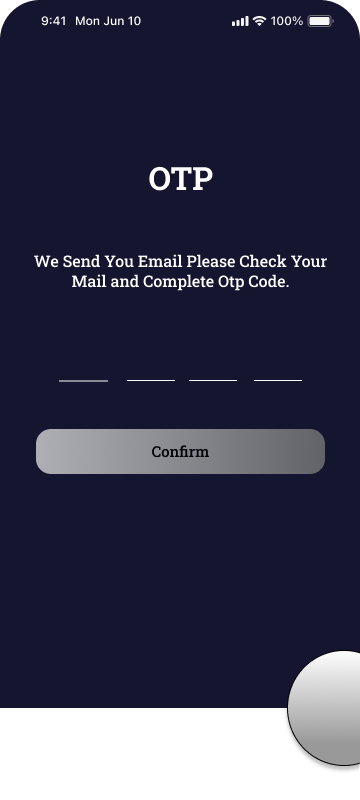 9:41 Mon Jun 10 100%
OTP
We Send You Email Please Check Your
Mail and Complete Otp Code.
Confirm